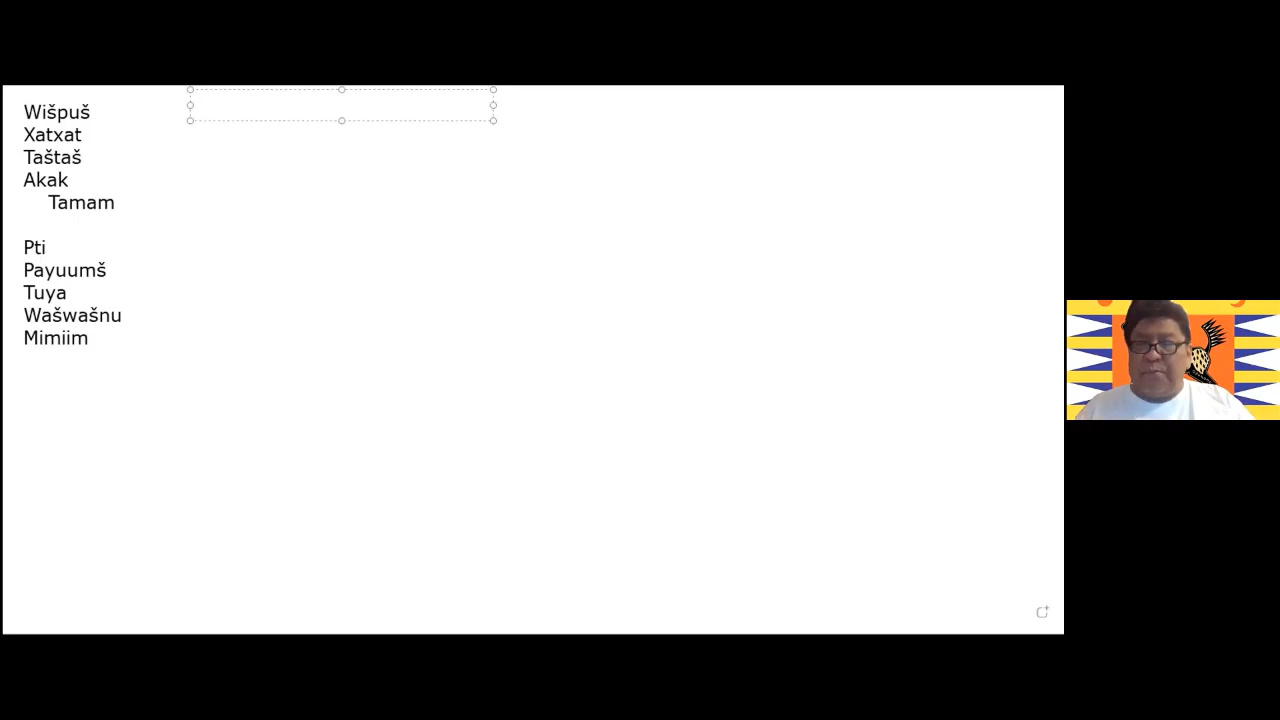 Wišpuš
Xatxat
Taštaš
Akak
Tamam
Pti
Payuumš
Tuya
Wašwašnu
Mimiim